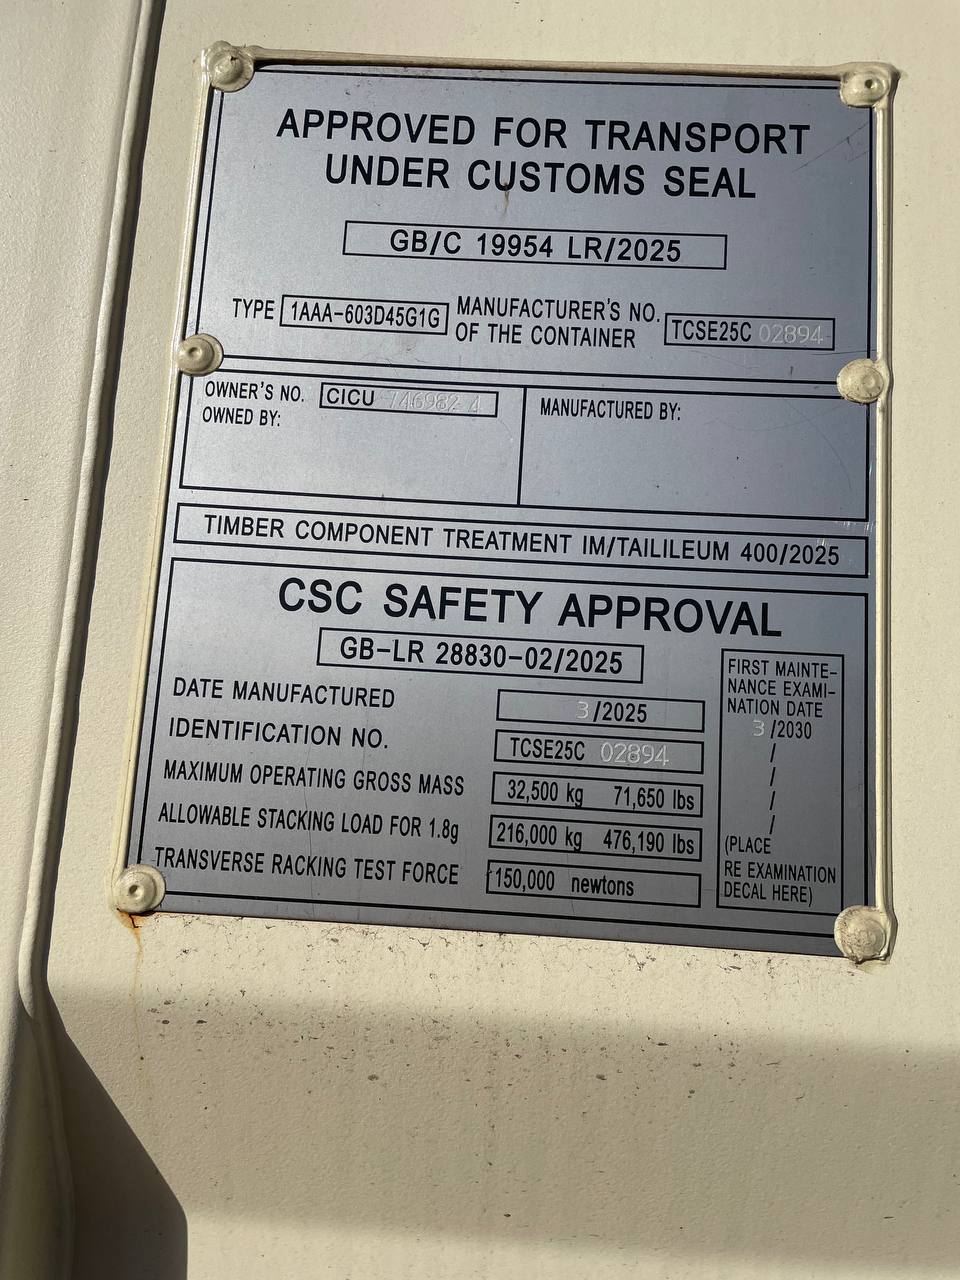 APPROVED FOR TRANSPORT
UNDER CUSTOMS SEAL
GB/C 19954 LR/2025
TYPE 1AAA-603D45G1G MANUFACTURER'S NO.
OF THE CONTAINER TCSE25C 02894
OWNER'S NO. CICU 746982 4
OWNED BY:
MANUFACTURED BY:
TIMBER COMPONENT TREATMENT IM/TAILILEUM 400/2025
CSC SAFETY APPROVAL
GB-LR 28830-02/2025
DATE MANUFACTURED 3/2025
IDENTIFICATION NO. TCSE25C 02894
MAXIMUM OPERATING GROSS MASS 32,500 kg 71,650 lbs
ALLOWABLE STACKING LOAD FOR 1.8g 216,000 kg 476,190 lbs
TRANSVERSE RACKING TEST FORCE 150,000 newtons
FIRST MAINTE-
NANCE EXAMI-
NATION DATE
3/2030
/
/
/
/
(PLACE
RE EXAMINATION
DECAL HERE)